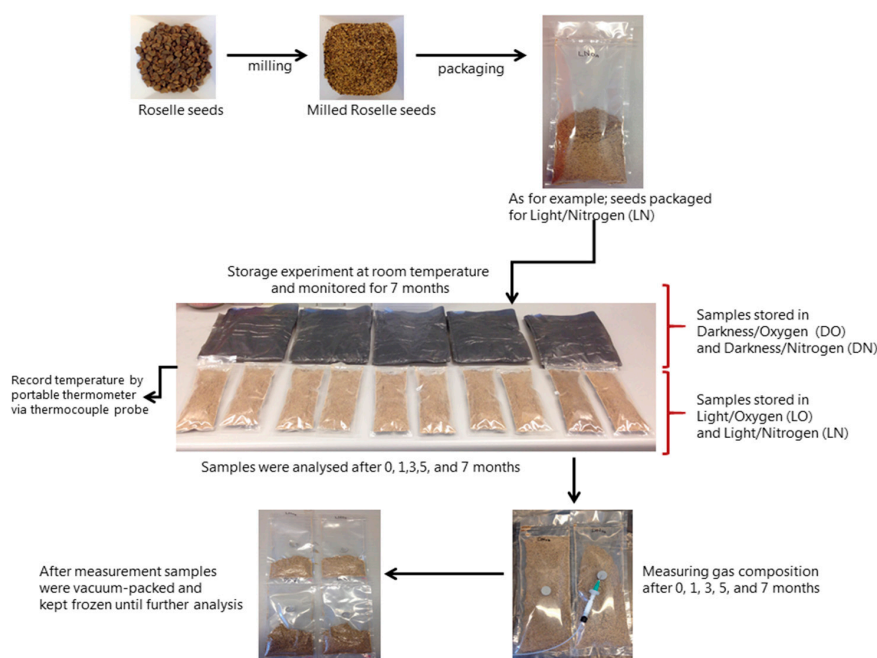 milling
packaging
Roselle seeds
Milled Roselle seeds
As for example; seeds packaged
for Light/Nitrogen (LN)
Storage experiment at room temperature
and monitored for 7 months
Samples stored in
Darkness/Oxygen (DO)
and Darkness/Nitrogen (DN)
Record temperature by
portable thermometer
via thermocouple probe
Samples stored in
Light/Oxygen (LO)
and Light/Nitrogen (LN)
Samples were analysed after 0, 1,3,5, and 7 months
After measurement samples
were vacuum-packed and
kept frozen until further analysis
Measuring gas composition
after 0, 1, 3, 5, and 7 months